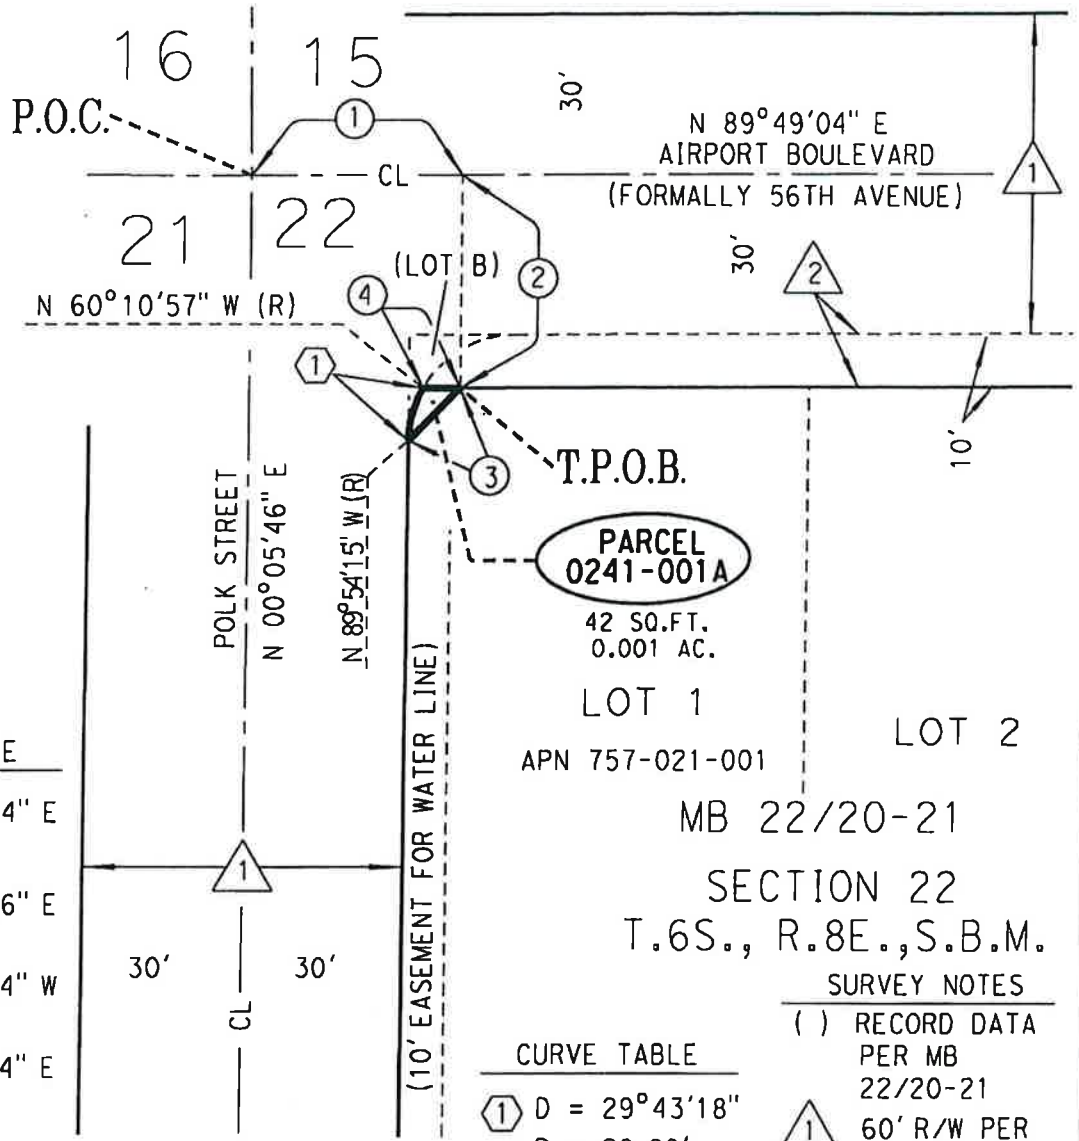 16
15
P.O.C.
1
30'
N 89°49'04" E
AIRPORT BOULEVARD
(FORMALLY 56TH AVENUE)
1
CL
21
22
(LOT B)
2
30'
2
N 60°10'57" W (R)
4
1
10'
3
T.P.O.B.
POLK STREET
N 00°05'46" E
N 89°54'15" W (R)
PARCEL
0241-001A
42 SQ.FT.
0.001 AC.
LOT 1
APN 757-021-001
LOT 2
(10' EASEMENT FOR WATER LINE)
MB 22/20-21
SECTION 22
T.6S., R.8E.,S.B.M.
E
4" E
6" E
4" W
4" E
1
30'
30'
CL
SURVEY NOTES
( ) RECORD DATA
PER MB
22/20-21
1 60' R/W PER
CURVE TABLE
1 D = 29°43'18"